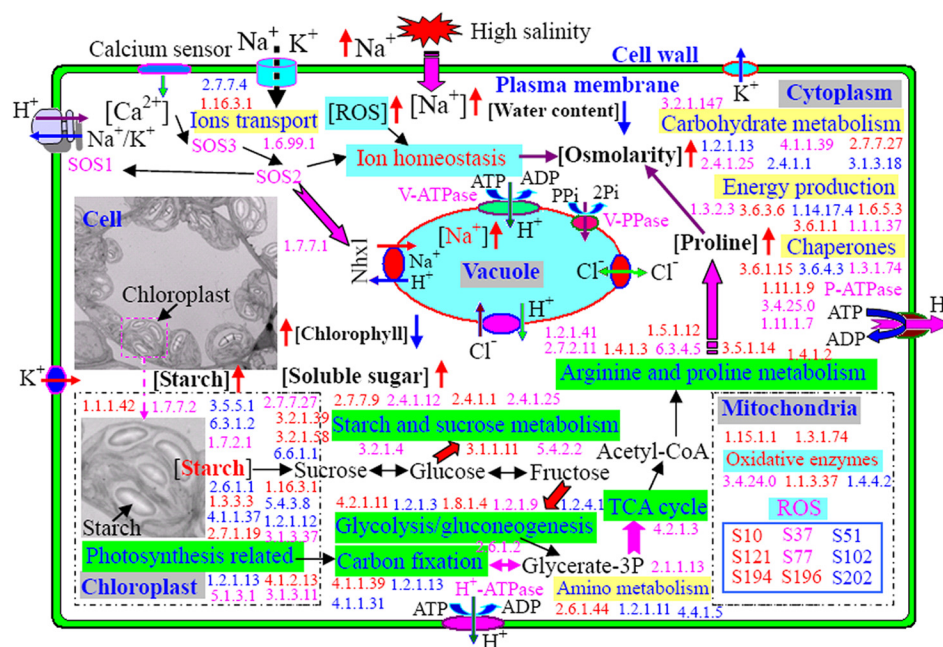 Calcium sensor
Na⁺ K⁺
↑Na⁺
High salinity
Cell wall
Plasma membrane
K⁺
Cytoplasm
2.7.7.4
1.16.3.1
Ions transport
1.6.99.1
[Ca²⁺]
H⁺
Na⁺/K⁺
SOS1
SOS3
SOS2
[ROS]↑
[Na⁺]↑
[Water content]↓
Ion homeostasis
[Osmolarity]↑
3.2.1.147
Carbohydrate metabolism
1.2.1.13 4.1.1.39 2.7.7.27
2.4.1.25 2.4.1.1 3.1.3.18
Energy production
1.3.2.3 3.6.3.6 1.14.17.4 1.6.5.3
3.6.1.1 1.1.1.37
[Proline]↑
Chaperones
3.6.1.15 3.6.4.3 1.3.1.74
1.11.1.9 P-ATPase
3.4.25.0
1.11.1.7
ATP
ADP
H⁺
V-ATPase
ATP ADP
H⁺
PPi 2Pi
V-PPase
[Na⁺]↑
Vacuole
Na⁺
H⁺
Cl⁻ Cl⁻
H⁺
Cl⁻
NhxI
1.7.7.1
Cell
Chloroplast
↑[Chlorophyll]↓
1.2.1.41
2.7.2.11
1.4.1.3
1.5.1.12
6.3.4.5
3.5.1.14
1.4.1.2
Arginine and proline metabolism
K⁺
[Starch]↑
[Soluble sugar]↑
1.1.1.42 1.7.7.2
3.5.5.1
6.3.1.2
1.7.2.1
2.7.7.27
3.2.1.39
3.2.1.58
6.6.1.1
[Starch]
2.6.1.1 1.16.3.1
1.3.3.3 5.4.3.8
4.1.1.37 1.2.1.12
2.7.1.19 3.1.3.37
Starch
Photosynthesis related
Chloroplast
1.2.1.13 4.1.2.13
5.1.3.1 3.1.3.11
2.7.7.9 2.4.1.12 2.4.1.1 2.4.1.25
Starch and sucrose metabolism
3.2.1.4 3.1.1.11 5.4.2.2
Sucrose Glucose Fructose
4.2.1.11 1.2.1.3 1.8.1.4 1.2.1.9 1.2.4.1
Glycolysis/gluconeogenesis
2.6.1.2
Carbon fixation
Glycerate-3P
4.1.1.39 1.2.1.13
4.1.1.31
H⁺-ATPase
ATP ADP
H⁺
Acetyl-CoA
TCA cycle
4.2.1.3
2.1.1.13
Amino metabolism
2.6.1.44 1.2.1.11 4.4.1.5
Mitochondria
1.15.1.1 1.3.1.74
Oxidative enzymes
3.4.24.0 1.1.3.37 1.4.4.2
ROS
S10 S37 S51
S121 S77 S102
S194 S196 S202